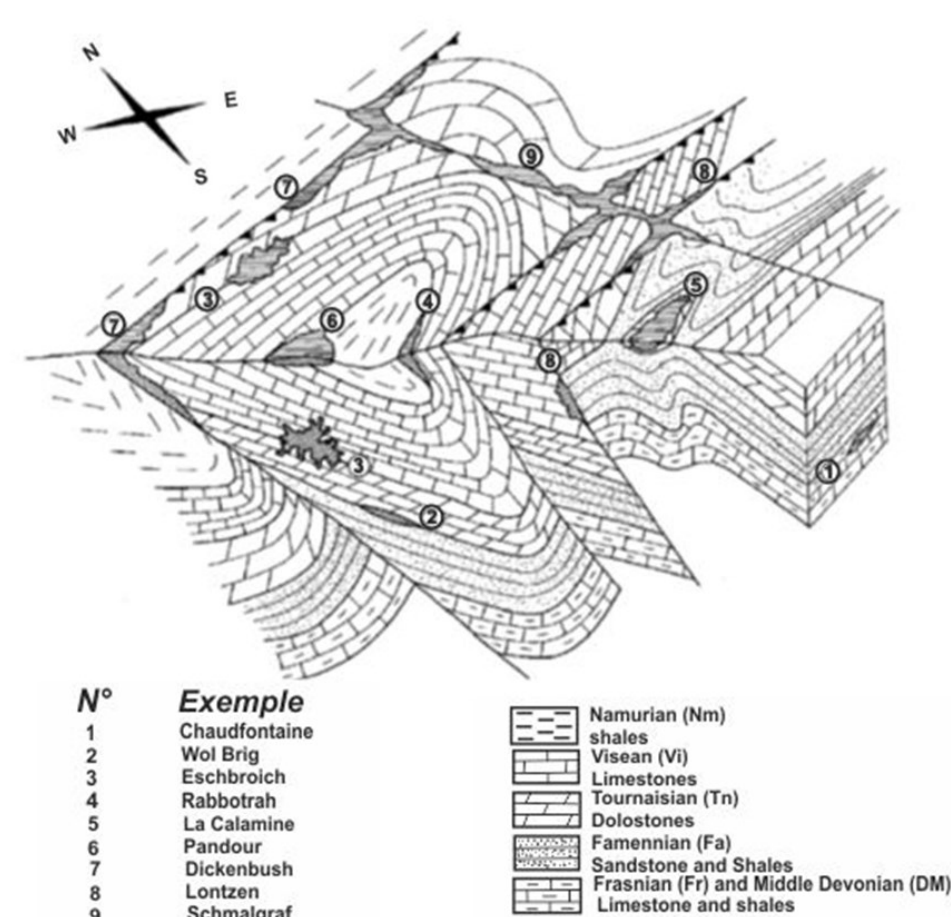 N
E
W
S
9
8
7
3
4
5
6
7
8
3
1
2
N° Exemple
1 Chaudfontaine
2 Wol Brig
3 Eschbroich
4 Rabbotrah
5 La Calamine
6 Pandour
7 Dickenbush
8 Lontzen
9 Schmalgraf
Namurian (Nm)
shales
Visean (Vi)
Limestones
Tournaisian (Tn)
Dolostones
Famennian (Fa)
Sandstone and Shales
Frasnian (Fr) and Middle Devonian (DM)
Limestone and shales